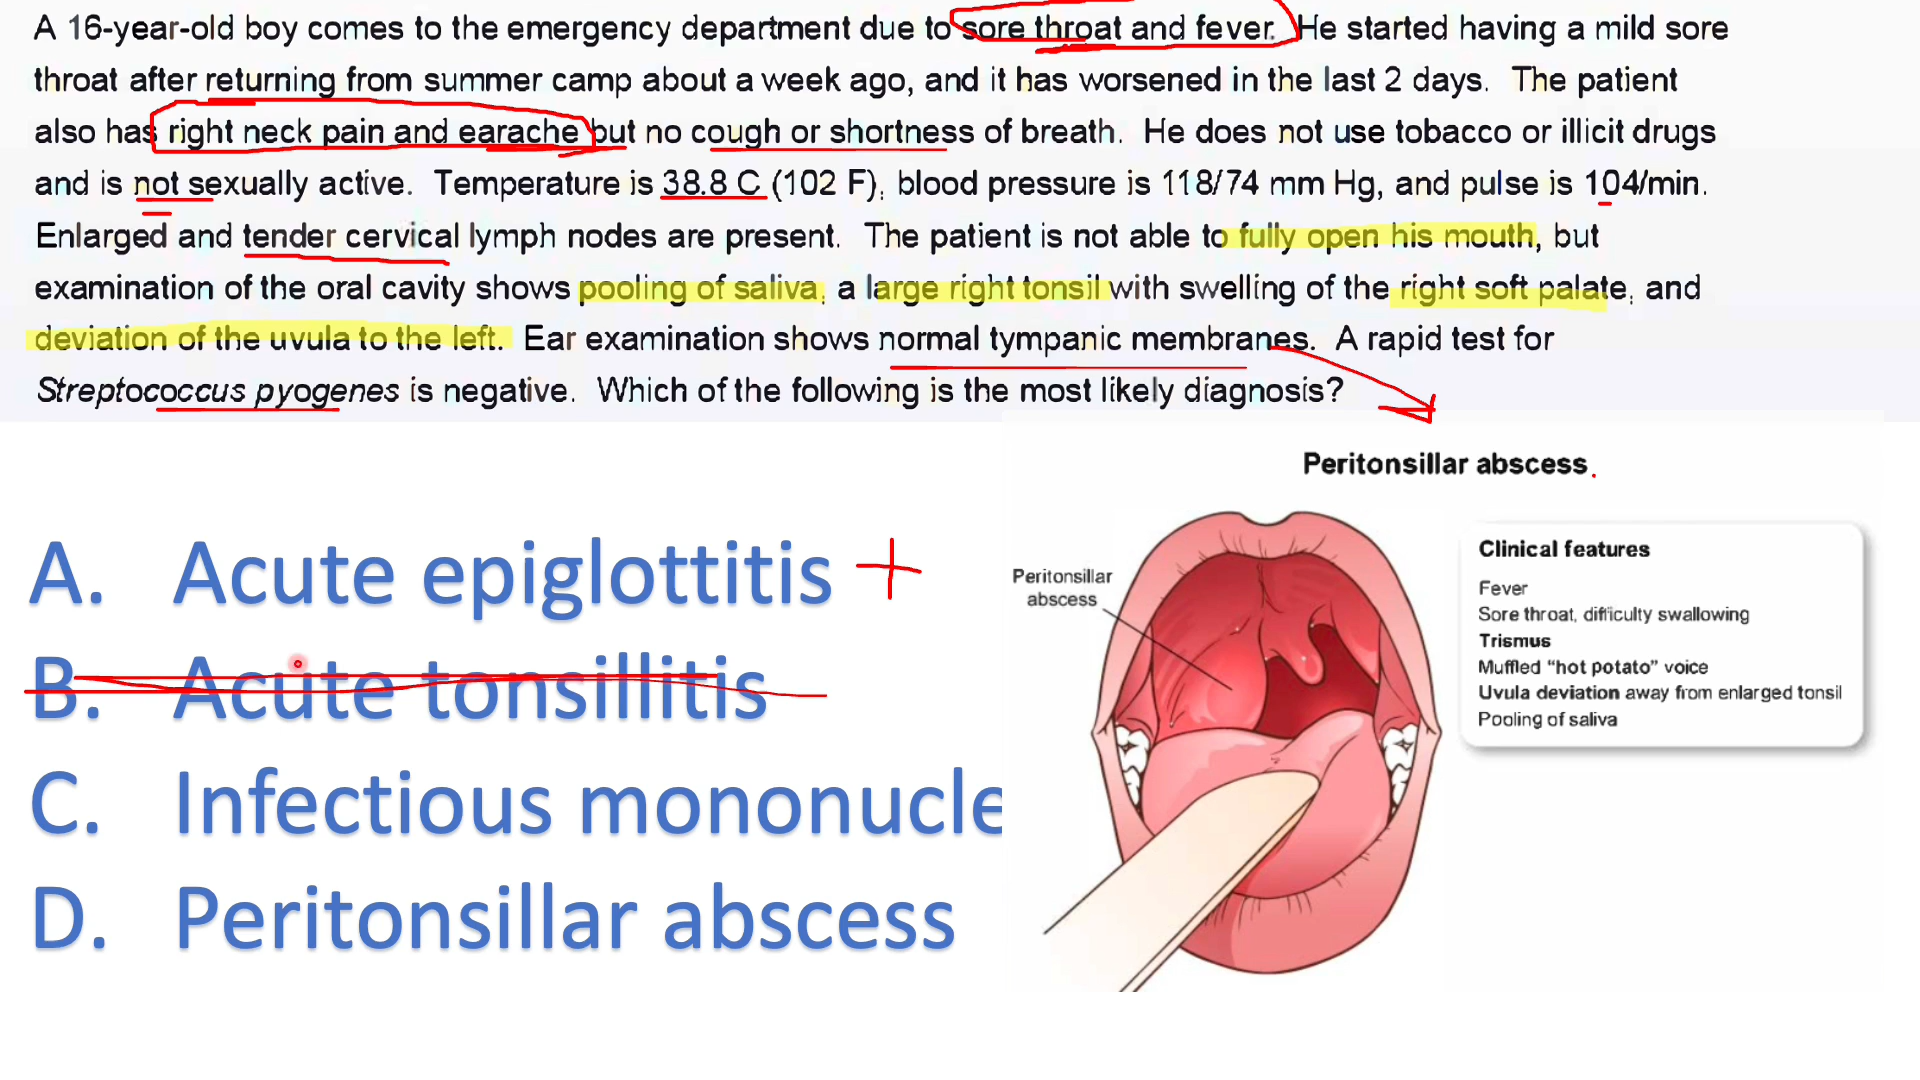 A 16-year-old boy comes to the emergency department due to sore throat and fever. He started having a mild sore
throat after returning from summer camp about a week ago, and it has worsened in the last 2 days. The patient
also has right neck pain and earache but no cough or shortness of breath. He does not use tobacco or illicit drugs
and is not sexually active. Temperature is 38.8 C (102 F), blood pressure is 118/74 mm Hg, and pulse is 104/min.
Enlarged and tender cervical lymph nodes are present. The patient is not able to fully open his mouth, but
examination of the oral cavity shows pooling of saliva, a large right tonsil with swelling of the right soft palate, and
deviation of the uvula to the left. Ear examination shows normal tympanic membranes. A rapid test for
Streptococcus pyogenes is negative. Which of the following is the most likely diagnosis?
A. Acute epiglottitis
B. Acute tonsillitis
C. Infectious mononucle
D. Peritonsillar abscess
Peritonsillar abscess
Peritonsillar
abscess
Clinical features
Fever
Sore throat, difficulty swallowing
Trismus
Muffled "hot potato" voice
Uvula deviation away from enlarged tonsil
Pooling of saliva